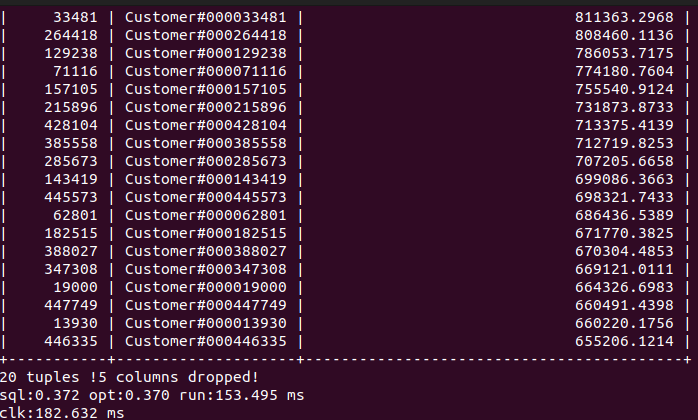 |     33481 | Customer#000033481 |                              811363.2968 |
|    264418 | Customer#000264418 |                              808460.1136 |
|    129238 | Customer#000129238 |                              786053.7175 |
|     71116 | Customer#000071116 |                              774180.7604 |
|    157105 | Customer#000157105 |                              755540.9124 |
|    215896 | Customer#000215896 |                              731873.8733 |
|    428104 | Customer#000428104 |                              713375.4139 |
|    385558 | Customer#000385558 |                              712719.8253 |
|    285673 | Customer#000285673 |                              707205.6658 |
|    143419 | Customer#000143419 |                              699086.3663 |
|    445573 | Customer#000445573 |                              698321.7433 |
|     62801 | Customer#000062801 |                              686436.5389 |
|    182515 | Customer#000182515 |                              671770.3825 |
|    388027 | Customer#000388027 |                              670304.4853 |
|    347308 | Customer#000347308 |                              669121.0111 |
|     19000 | Customer#000019000 |                              664326.6983 |
|    447749 | Customer#000447749 |                              660491.4398 |
|     13930 | Customer#000013930 |                              660220.1756 |
|    446335 | Customer#000446335 |                              655206.1214 |
+-----------+--------------------+------------------------------------------+
20 tuples !5 columns dropped!
sql:0.372 opt:0.370 run:153.495 ms
clk:182.632 ms